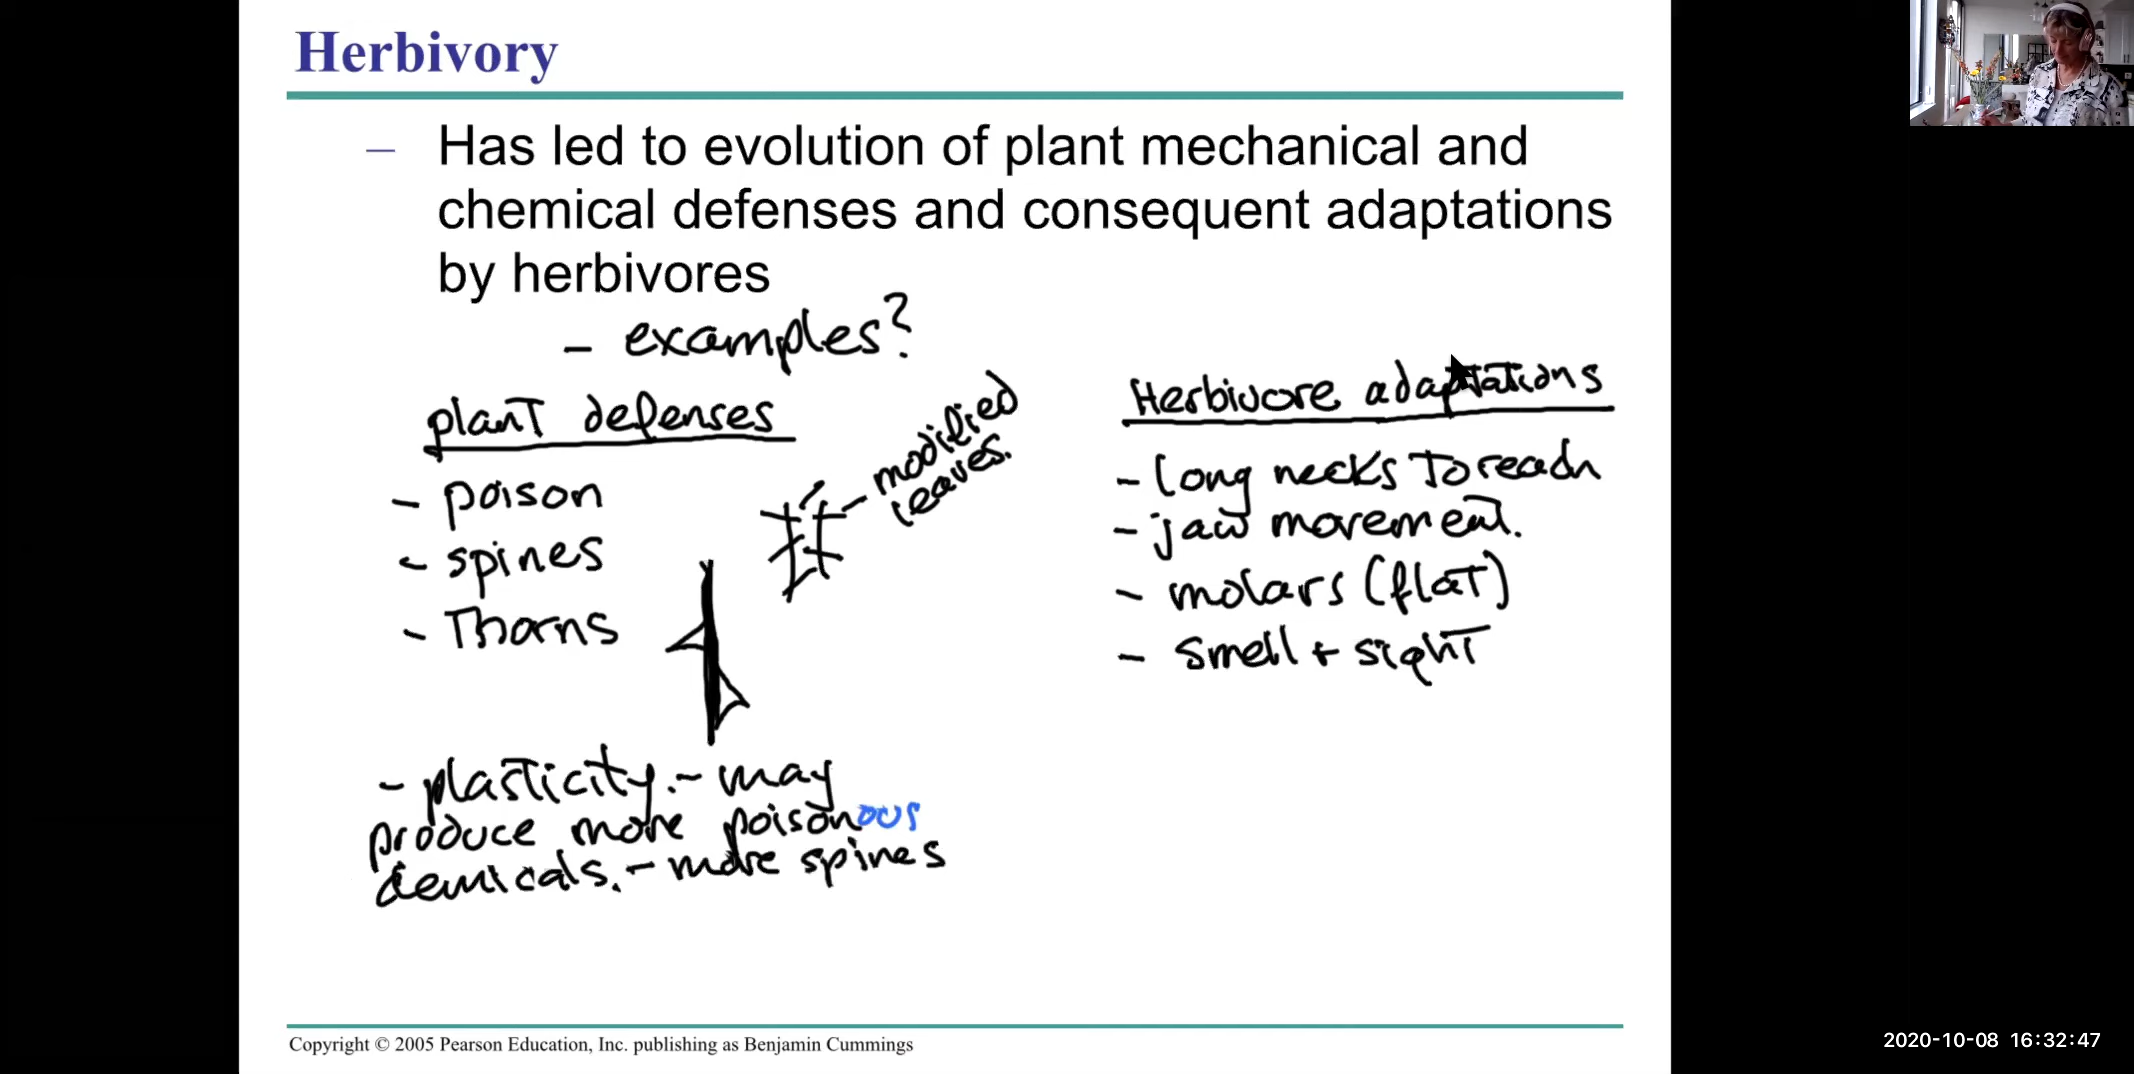 Herbivory
– Has led to evolution of plant mechanical and
chemical defenses and consequent adaptations
by herbivores
- examples?
plant defenses
- poison
- spines
- Thorns
modified
leaves.
- plasticity. - may
produce more poisonous
chemicals. - more spines
Herbivore adaptations
- long necks to reach
- jaw movement.
- molars (flat)
- smell + sight
Copyright © 2005 Pearson Education, Inc. publishing as Benjamin Cummings
2020-10-08 16:32:47